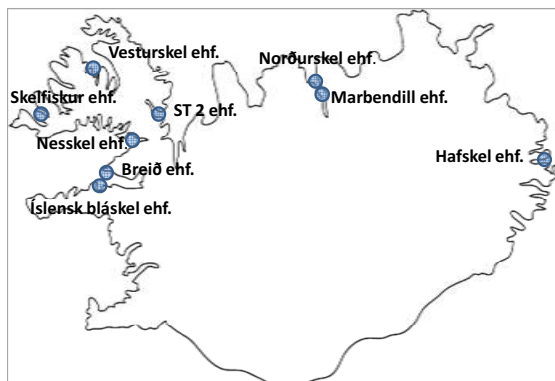 Vesturskel ehf.
Norðurskel ehf.
Skelfiskur ehf.
ST 2 ehf.
Marbendill ehf.
Nesskel ehf.
Hafskel ehf.
Breið ehf.
Íslensk bláskel ehf.